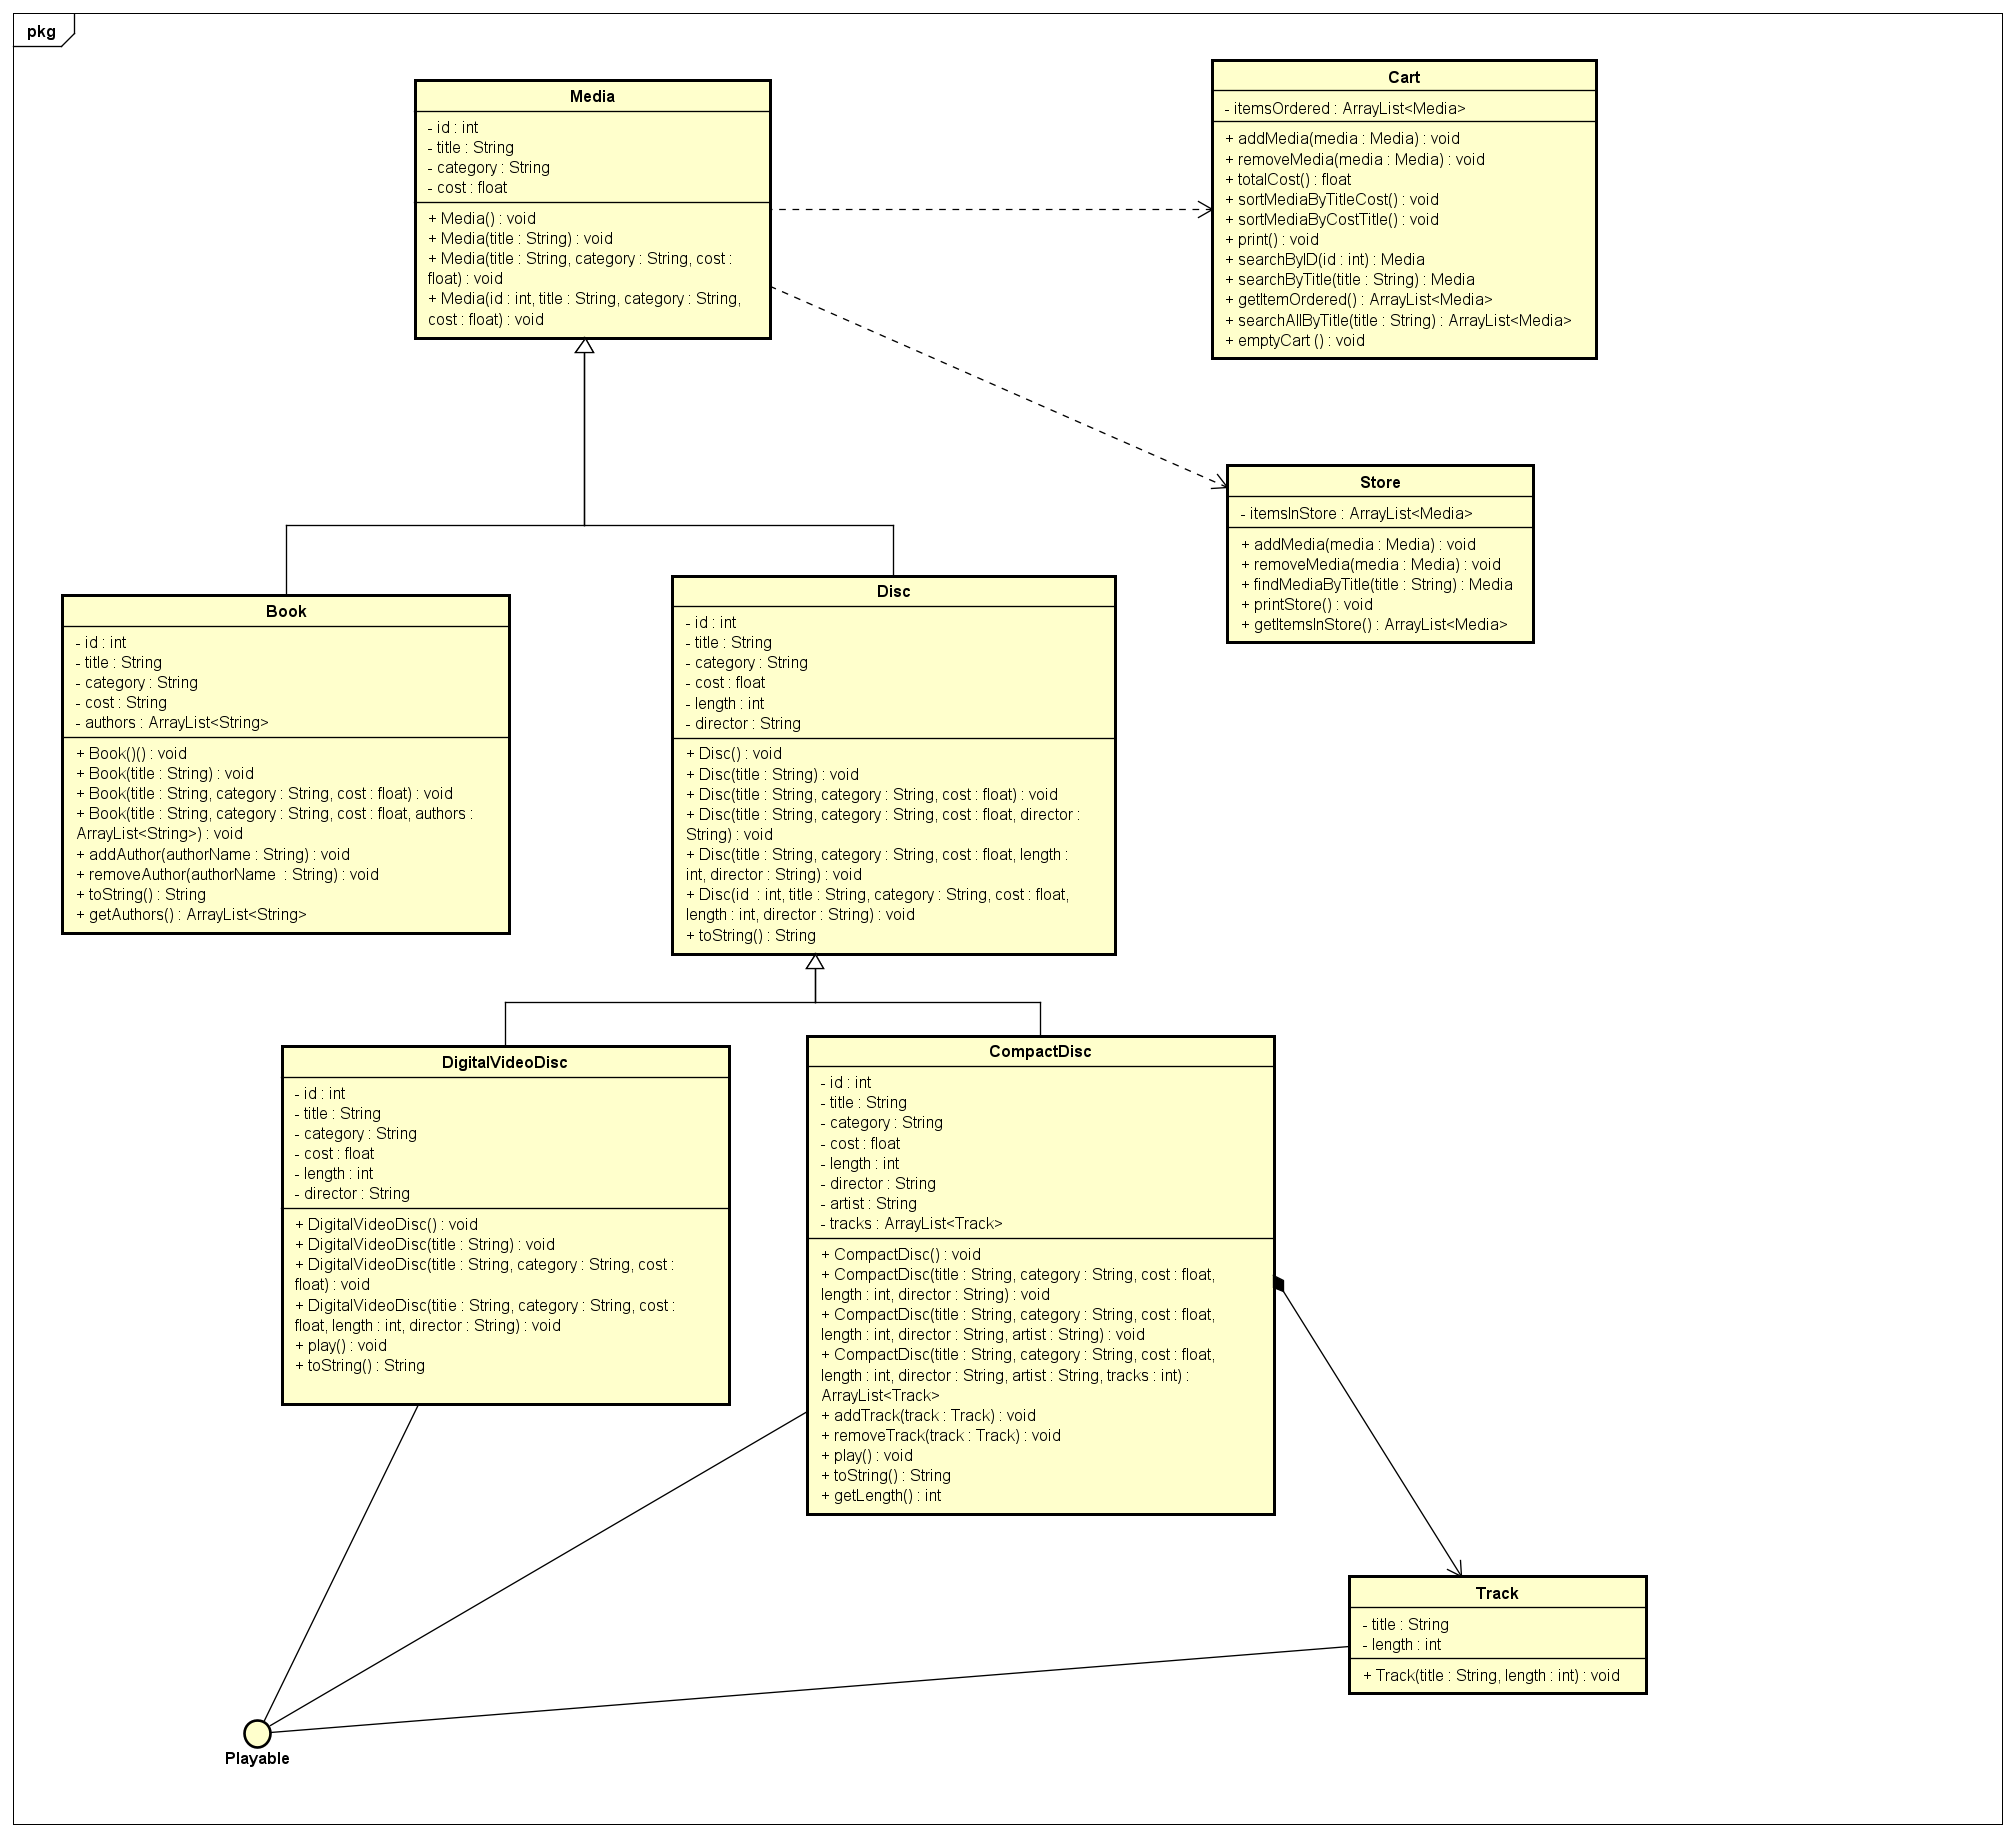 pkg
Media
- id : int
- title : String
- category : String
- cost : float
+ Media() : void
+ Media(title : String) : void
+ Media(title : String, category : String, cost :
float) : void
+ Media(id : int, title : String, category : String,
cost : float) : void
Cart
- itemsOrdered : ArrayList<Media>
+ addMedia(media : Media) : void
+ removeMedia(media : Media) : void
+ totalCost() : float
+ sortMediaByTitleCost() : void
+ sortMediaByCostTitle() : void
+ print() : void
+ searchByID(id : int) : Media
+ searchByTitle(title : String) : Media
+ getItemOrdered() : ArrayList<Media>
+ searchAllByTitle(title : String) : ArrayList<Media>
+ emptyCart () : void
Store
- itemsInStore : ArrayList<Media>
+ addMedia(media : Media) : void
+ removeMedia(media : Media) : void
+ findMediaByTitle(title : String) : Media
+ printStore() : void
+ getItemsInStore() : ArrayList<Media>
Book
- id : int
- title : String
- category : String
- cost : String
- authors : ArrayList<String>
+ Book()() : void
+ Book(title : String) : void
+ Book(title : String, category : String, cost : float) : void
+ Book(title : String, category : String, cost : float, authors :
ArrayList<String>) : void
+ addAuthor(authorName : String) : void
+ removeAuthor(authorName  : String) : void
+ toString() : String
+ getAuthors() : ArrayList<String>
Disc
- id : int
- title : String
- category : String
- cost : float
- length : int
- director : String
+ Disc() : void
+ Disc(title : String) : void
+ Disc(title : String, category : String, cost : float) : void
+ Disc(title : String, category : String, cost : float, director :
String) : void
+ Disc(title : String, category : String, cost : float, length :
int, director : String) : void
+ Disc(id  : int, title : String, category : String, cost : float,
length : int, director : String) : void
+ toString() : String
DigitalVideoDisc
- id : int
- title : String
- category : String
- cost : float
- length : int
- director : String
+ DigitalVideoDisc() : void
+ DigitalVideoDisc(title : String) : void
+ DigitalVideoDisc(title : String, category : String, cost :
float) : void
+ DigitalVideoDisc(titie : String, category : String, cost :
float, length : int, director : String) : void
+ play() : void
+ toString() : String
CompactDisc
- id : int
- title : String
- category : String
- cost : float
- length : int
- director : String
- artist : String
- tracks : ArrayList<Track>
+ CompactDisc() : void
+ CompactDisc(title : String, category : String, cost : float,
length : int, director : String) : void
+ CompactDisc(title : String, category : String, cost : float,
length : int, director : String, artist : String) : void
+ CompactDisc(title : String, category : String, cost : float,
length : int, director : String, artist : String, tracks : int) :
ArrayList<Track>
+ addTrack(track : Track) : void
+ removeTrack(track : Track) : void
+ play() : void
+ toString() : String
+ getLength() : int
Track
- title : String
- length : int
+ Track(title : String, length : int) : void
Playable